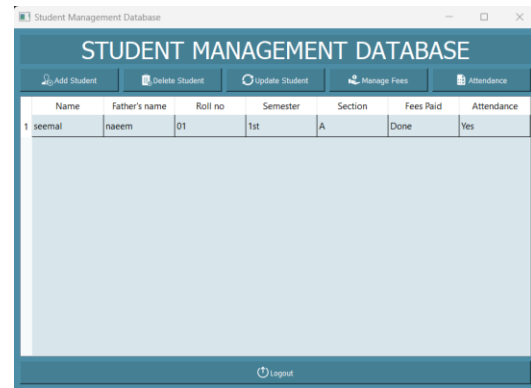 Student Management Database
STUDENT MANAGEMENT DATABASE
Add Student Delete Student Update Student Manage Fees Attendance
Name Father's name Roll no Semester Section Fees Paid Attendance
1 seemal naeem 01 1st A Done Yes
Logout